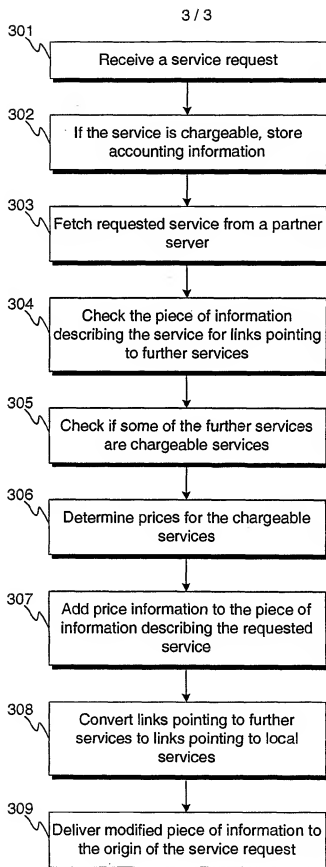 3 / 3
301
Receive a service request
302
If the service is chargeable, store
accounting information
303
Fetch requested service from a partner
server
304
Check the piece of information
describing the service for links pointing
to further services
305
Check if some of the further services
are chargeable services
306
Determine prices for the chargeable
services
307
Add price information to the piece of
information describing the requested
service
308
Convert links pointing to further
services to links pointing to local
services
309
Deliver modified piece of information to
the origin of the service request